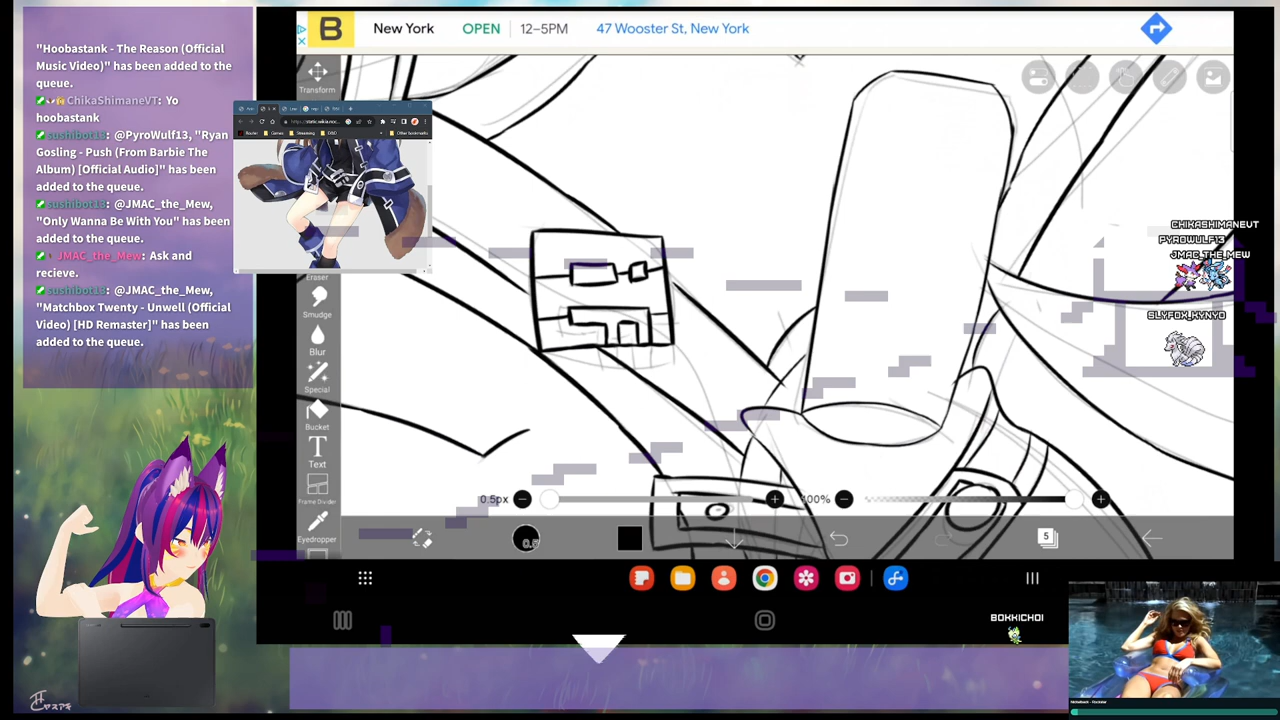 "Hoobastank - The Reason (Official
Music Video)" has been added to the
queue.
ChikaShimaneVT: Yo
hoobastank
sushibot13: @PyroWulf13, "Ryan
Gosling - Push (From Barbie The
Album) [Official Audio]" has been
added to the queue.
sushibot13: @JMAC_the_Mew,
"Only Wanna Be With You" has been
added to the queue.
JMAC_the_Mew: Ask and
recieve.
sushibot13: @JMAC_the_Mew,
"Matchbox Twenty - Unwell (Official
Video) [HD Remaster]" has been
added to the queue.
B
New York OPEN 12–5PM 47 Wooster St, New York
Transform
Eraser
Smudge
Blur
Special
Bucket
Text
Frame Divider
Eyedropper
0.5px
100%
5
CHIKASHIMANEVT
PYROWULF13
JMAC_THE_MEW
SLYFOX_KYNYO
BOKKICHOI
Nickelback - Rockstar